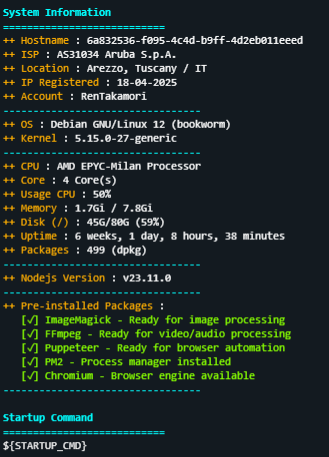 System Information
===========================
++ Hostname : 6a832536-f095-4c4d-b9ff-4d2eb011eeed
++ ISP : AS31034 Aruba S.p.A.
++ Location : Arezzo, Tuscany / IT
++ IP Registered : 18-04-2025
++ Account : RenTakamori
---------------------------------
++ OS : Debian GNU/Linux 12 (bookworm)
++ Kernel : 5.15.0-27-generic
---------------------------------
++ CPU : AMD EPYC-Milan Processor
++ Core : 4 Core(s)
++ Usage CPU : 50%
++ Memory : 1.7Gi / 7.8Gi
++ Disk (/) : 45G/80G (59%)
++ Uptime : 6 weeks, 1 day, 8 hours, 38 minutes
++ Packages : 499 (dpkg)
---------------------------------
++ Nodejs Version : v23.11.0
---------------------------------
++ Pre-installed Packages :
[✓] ImageMagick - Ready for image processing
[✓] FFmpeg - Ready for video/audio processing
[✓] Puppeteer - Ready for browser automation
[✓] PM2 - Process manager installed
[✓] Chromium - Browser engine available
---------------------------------
Startup Command
===========================
${STARTUP_CMD}